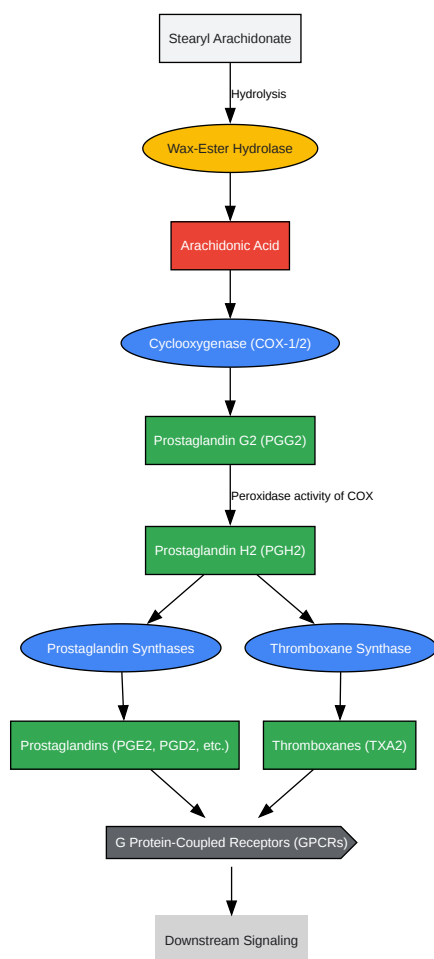 Stearyl Arachidonate
Hydrolysis
Wax-Ester Hydrolase
Arachidonic Acid
Cyclooxygenase (COX-1/2)
Prostaglandin G2 (PGG2)
Peroxidase activity of COX
Prostaglandin H2 (PGH2)
Prostaglandin Synthases
Thromboxane Synthase
Prostaglandins (PGE2, PGD2, etc.)
Thromboxanes (TXA2)
G Protein-Coupled Receptors (GPCRs)
Downstream Signaling